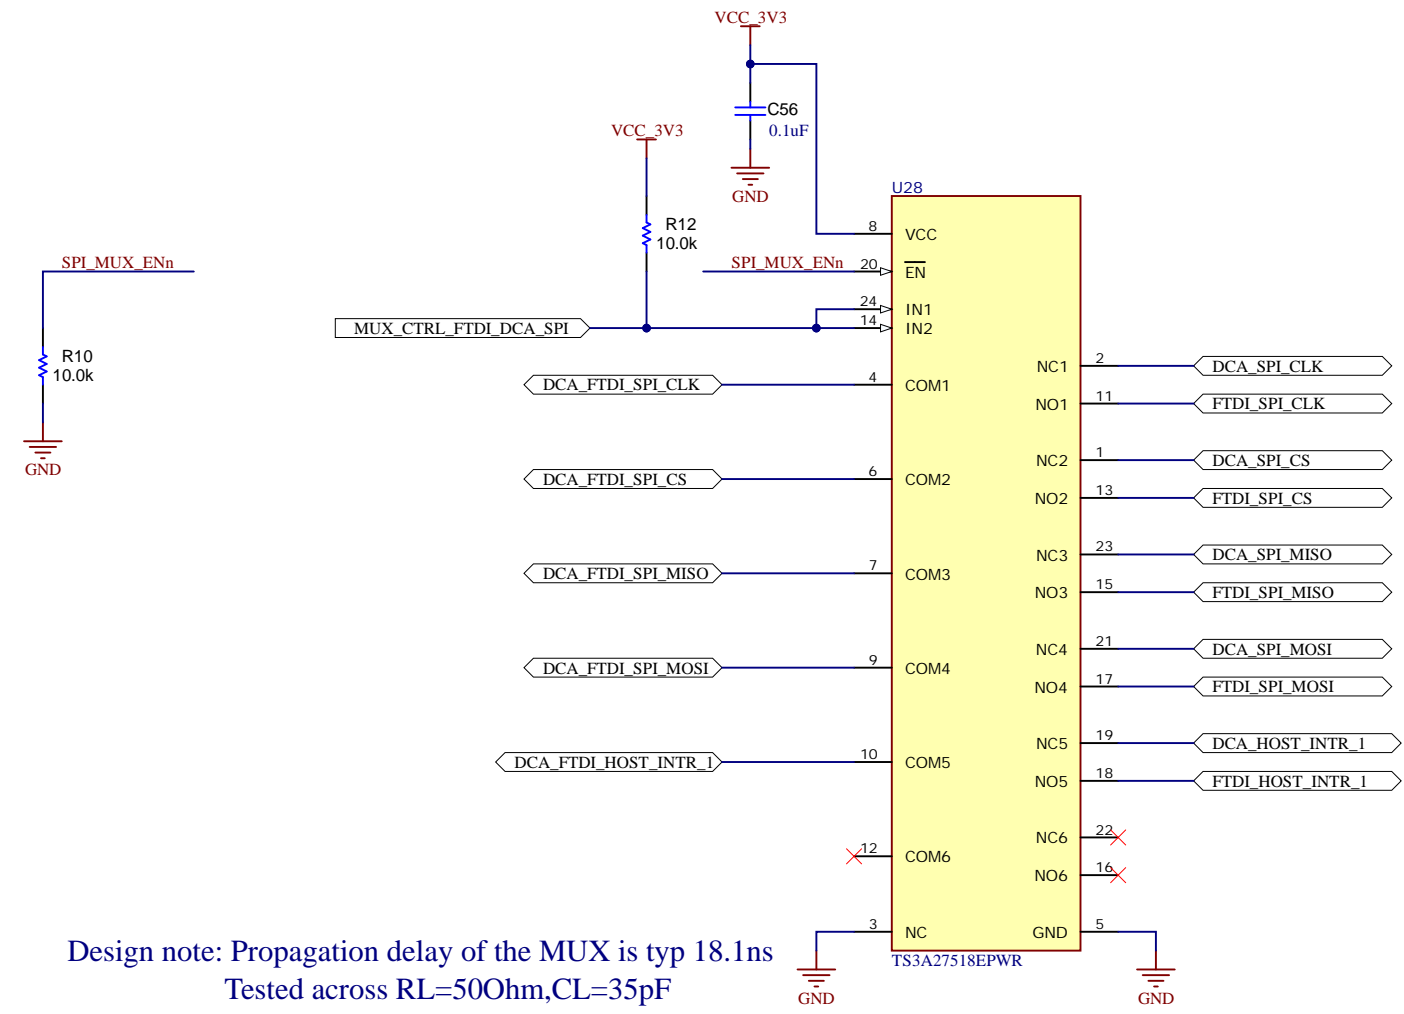 VCC_3V3
C56
0.1uF
GND
VCC_3V3
R12
10.0k
U28
8 VCC
SPI_MUX_ENn
SPI_MUX_ENn 20 EN
24 IN1
MUX_CTRL_FTDI_DCA_SPI 14 IN2
R10
10.0k
GND
NC1 2 DCA_SPI_CLK
DCA_FTDI_SPI_CLK 4 COM1
NO1 11 FTDI_SPI_CLK
NC2 1 DCA_SPI_CS
DCA_FTDI_SPI_CS 6 COM2
NO2 13 FTDI_SPI_CS
NC3 23 DCA_SPI_MISO
DCA_FTDI_SPI_MISO 7 COM3
NO3 15 FTDI_SPI_MISO
NC4 21 DCA_SPI_MOSI
DCA_FTDI_SPI_MOSI 9 COM4
NO4 17 FTDI_SPI_MOSI
NC5 19 DCA_HOST_INTR_1
DCA_FTDI_HOST_INTR_1 10 COM5
NO5 18 FTDI_HOST_INTR_1
NC6 22
12 COM6
NO6 16
3 NC GND 5
TS3A27518EPWR
GND GND
Design note: Propagation delay of the MUX is typ 18.1ns
Tested across RL=50Ohm,CL=35pF